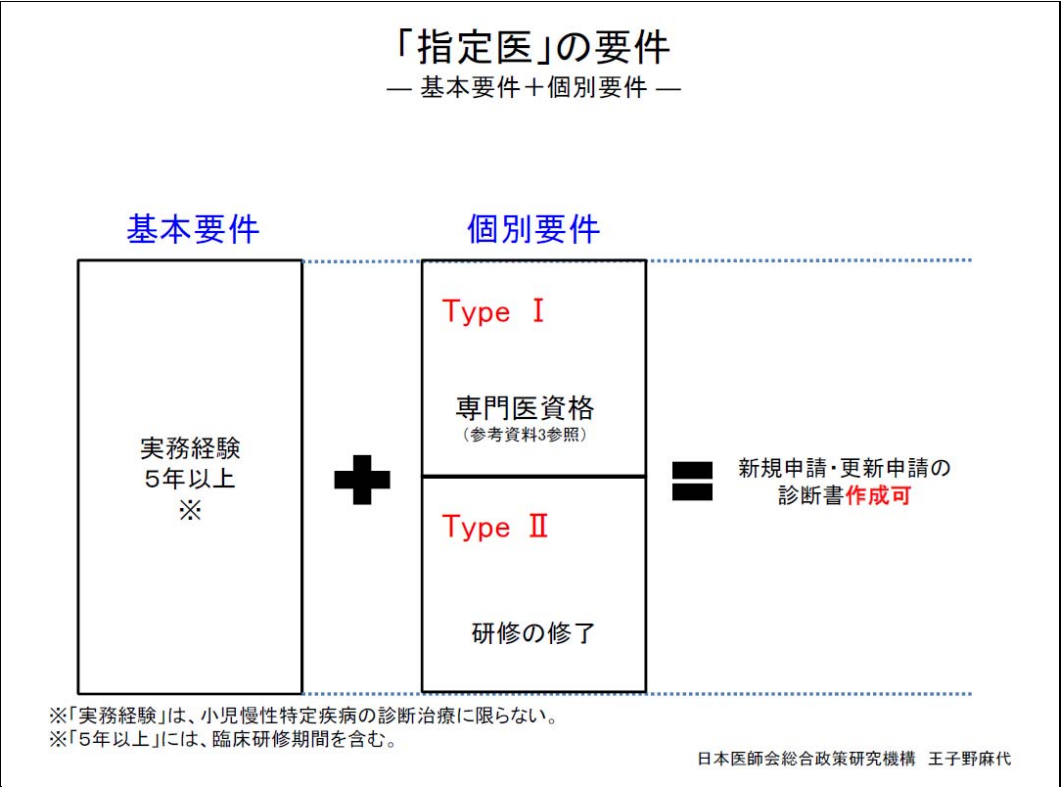 「指定医」の要件
― 基本要件＋個別要件 ―
基本要件
個別要件
実務経験
5年以上
※
Type Ⅰ
専門医資格
（参考資料3参照）
Type Ⅱ
研修の修了
新規申請・更新申請の
診断書作成可
※「実務経験」は、小児慢性特定疾病の診断治療に限らない。
※「5年以上」には、臨床研修期間を含む。
日本医師会総合政策研究機構　王子野麻代